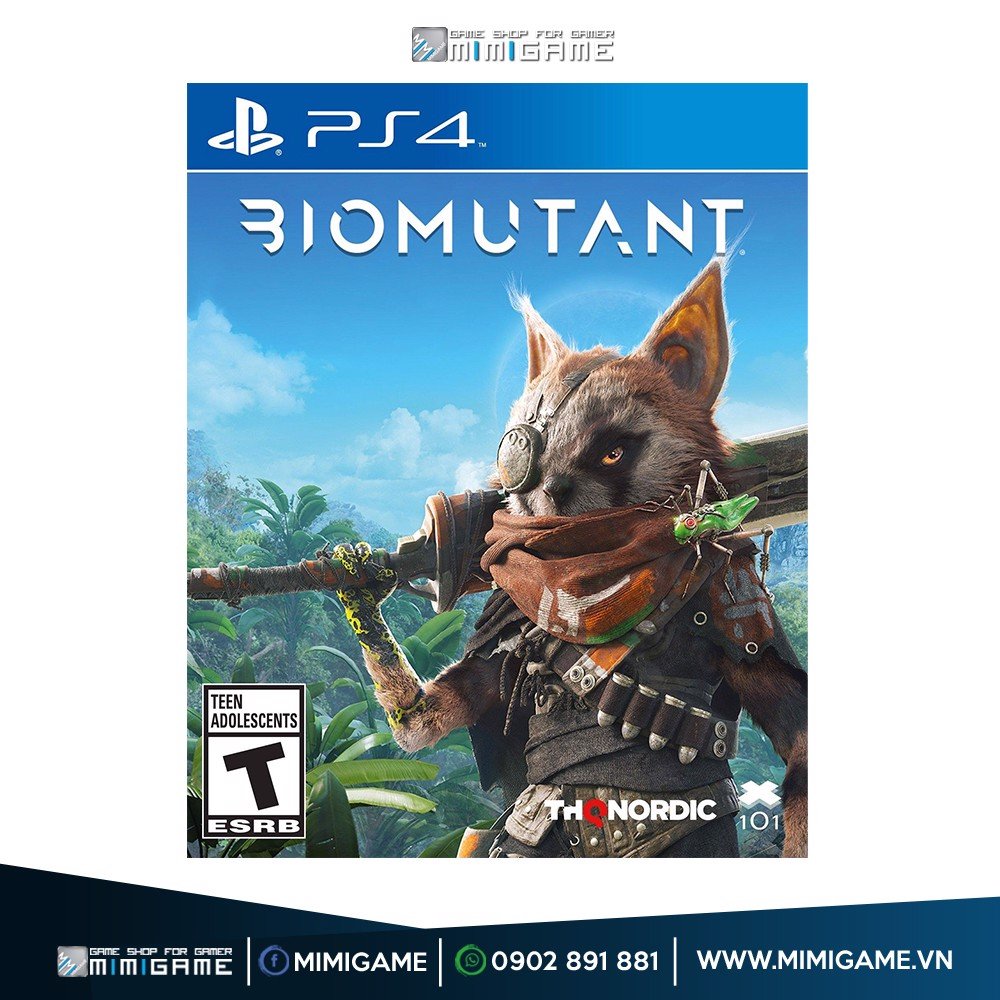 GAME SHOP FOR GAMER
MIMIGAME
PS4™
BIOMUTANT®
TEEN
ADOLESCENTS
T
ESRB
THQNORDIC
101
GAME SHOP FOR GAMER
MIMIGAME
MIMIGAME
0902 891 881
WWW.MIMIGAME.VN